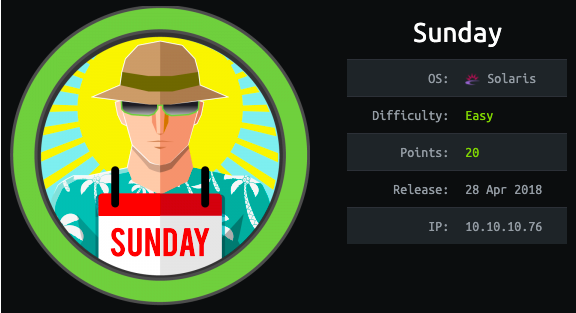 Sunday
OS: Solaris
Difficulty: Easy
Points: 20
Release: 28 Apr 2018
IP: 10.10.10.76
SUNDAY